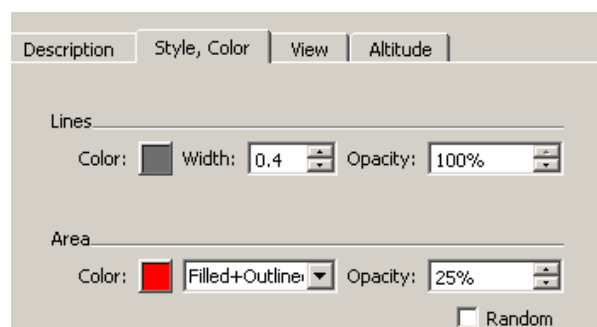 Description Style, Color View Altitude
Lines
Color: Width: 0.4 Opacity: 100%
Area
Color: Filled+Outline Opacity: 25%
Random